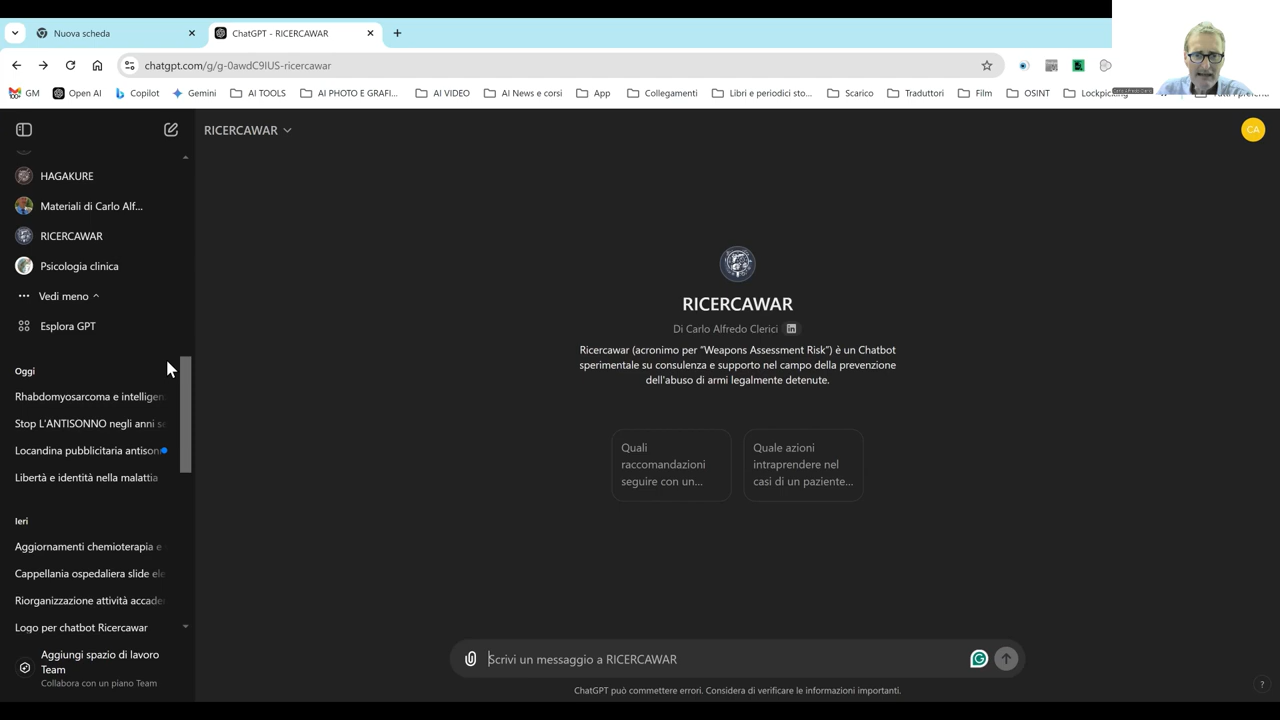 Nuova scheda
ChatGPT - RICERCAWAR
chatgpt.com/g/g-0awdC9IUS-ricercawar
GM
Open AI
Copilot
Gemini
AI TOOLS
AI PHOTO E GRAFI...
AI VIDEO
AI News e corsi
App
Collegamenti
Libri e periodici sto...
Scarico
Traduttori
Film
OSINT
Lockpicking
RICERCAWAR
CA
HAGAKURE
Materiali di Carlo Alf...
RICERCAWAR
Psicologia clinica
Vedi meno
Esplora GPT
Oggi
Rhabdomyosarcoma e intelligen
Stop L'ANTISONNO negli anni se
Locandina pubblicitaria antison
Libertà e identità nella malattia
Ieri
Aggiornamenti chemioterapia e
Cappellania ospedaliera slide ele
Riorganizzazione attività accade
Logo per chatbot Ricercawar
Aggiungi spazio di lavoro
Team
Collabora con un piano Team
RICERCAWAR
Di Carlo Alfredo Clerici
Ricercawar (acronimo per "Weapons Assessment Risk") è un Chatbot
sperimentale su consulenza e supporto nel campo della prevenzione
dell'abuso di armi legalmente detenute.
Quali
raccomandazioni
seguire con un...
Quale azioni
intraprendere nel
casi di un paziente...
Scrivi un messaggio a RICERCAWAR
ChatGPT può commettere errori. Considera di verificare le informazioni importanti.
?